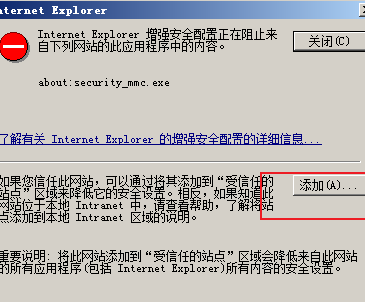 nternet Explorer
Internet Explorer 增强安全配置正在阻止来
自下列网站的此应用程序中的内容。
关闭(C)
about:security_mmc.exe
了解有关 Internet Explorer 的增强安全配置的详细信息...
如果您信任此网站，可以通过将其添加到“受信任的
站点”区域来降低它的安全设置。相反，如果知道此
网站位于本地 Intranet 中，请查看帮助，了解将站
点添加到本地 Intranet 区域的说明。
添加(A)...
重要说明: 将此网站添加到“受信任的站点”区域会降低来自此网站
的所有应用程序(包括 Internet Explorer)所有内容的安全设置。